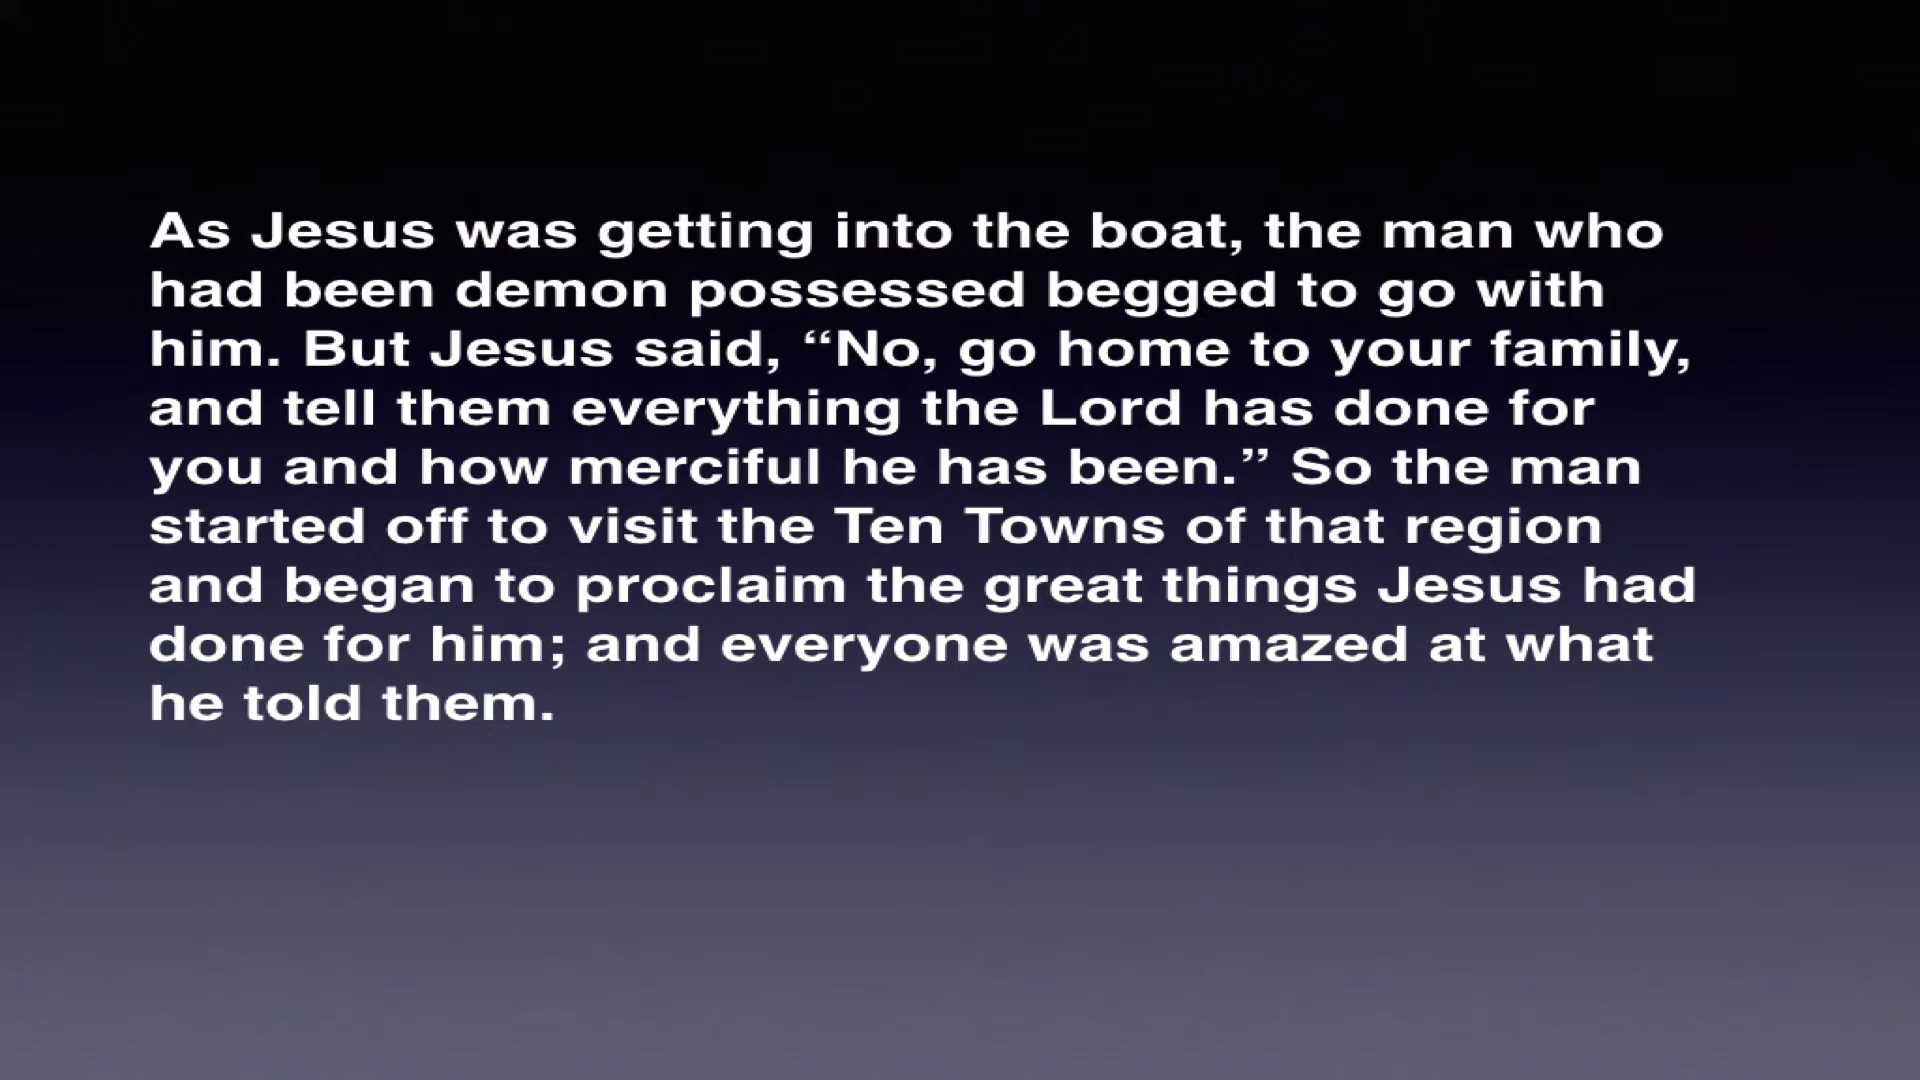 As Jesus was getting into the boat, the man who
had been demon possessed begged to go with
him. But Jesus said, “No, go home to your family,
and tell them everything the Lord has done for
you and how merciful he has been.” So the man
started off to visit the Ten Towns of that region
and began to proclaim the great things Jesus had
done for him; and everyone was amazed at what
he told them.